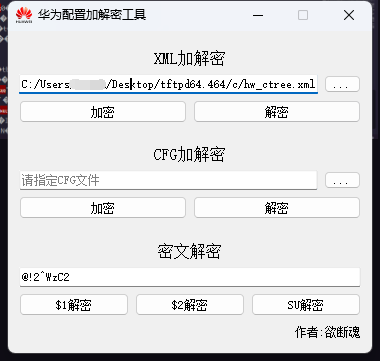 华为配置加解密工具
XML加解密
C:/Users/ /Desktop/tftpd64.464/c/hw_ctree.xml
...
加密 解密
CFG加解密
请指定CFG文件
...
加密 解密
密文解密
@!2^WzC2
$1解密 $2解密 SU解密
作者:欲断魂